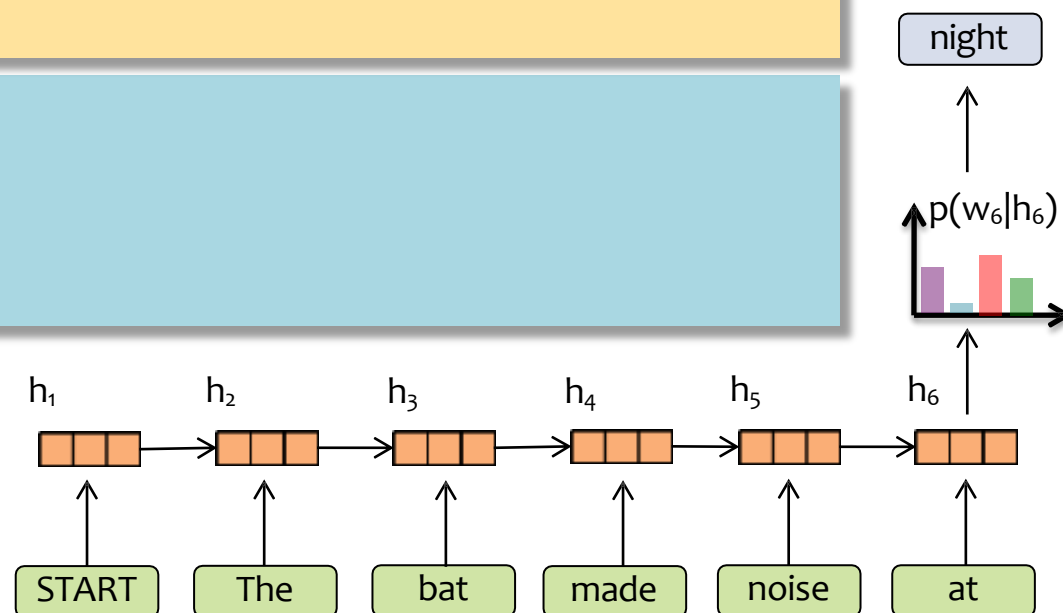 night
p(w₆|h₆)
h₁ h₂ h₃ h₄ h₅ h₆
START The bat made noise at